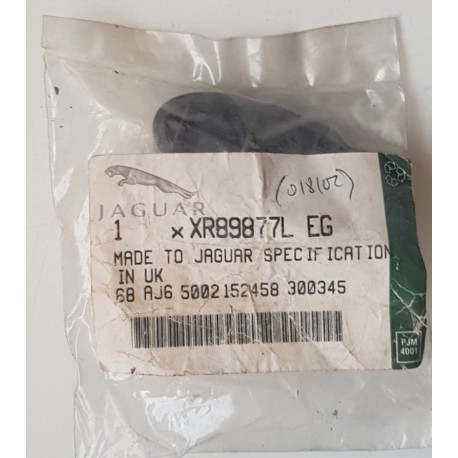 (018102)
JAGUAR
1 ×XR89877L EG
MADE TO JAGUAR SPECIFICATION
IN UK
68 AJ6 5002152458 300345
PJM
4001